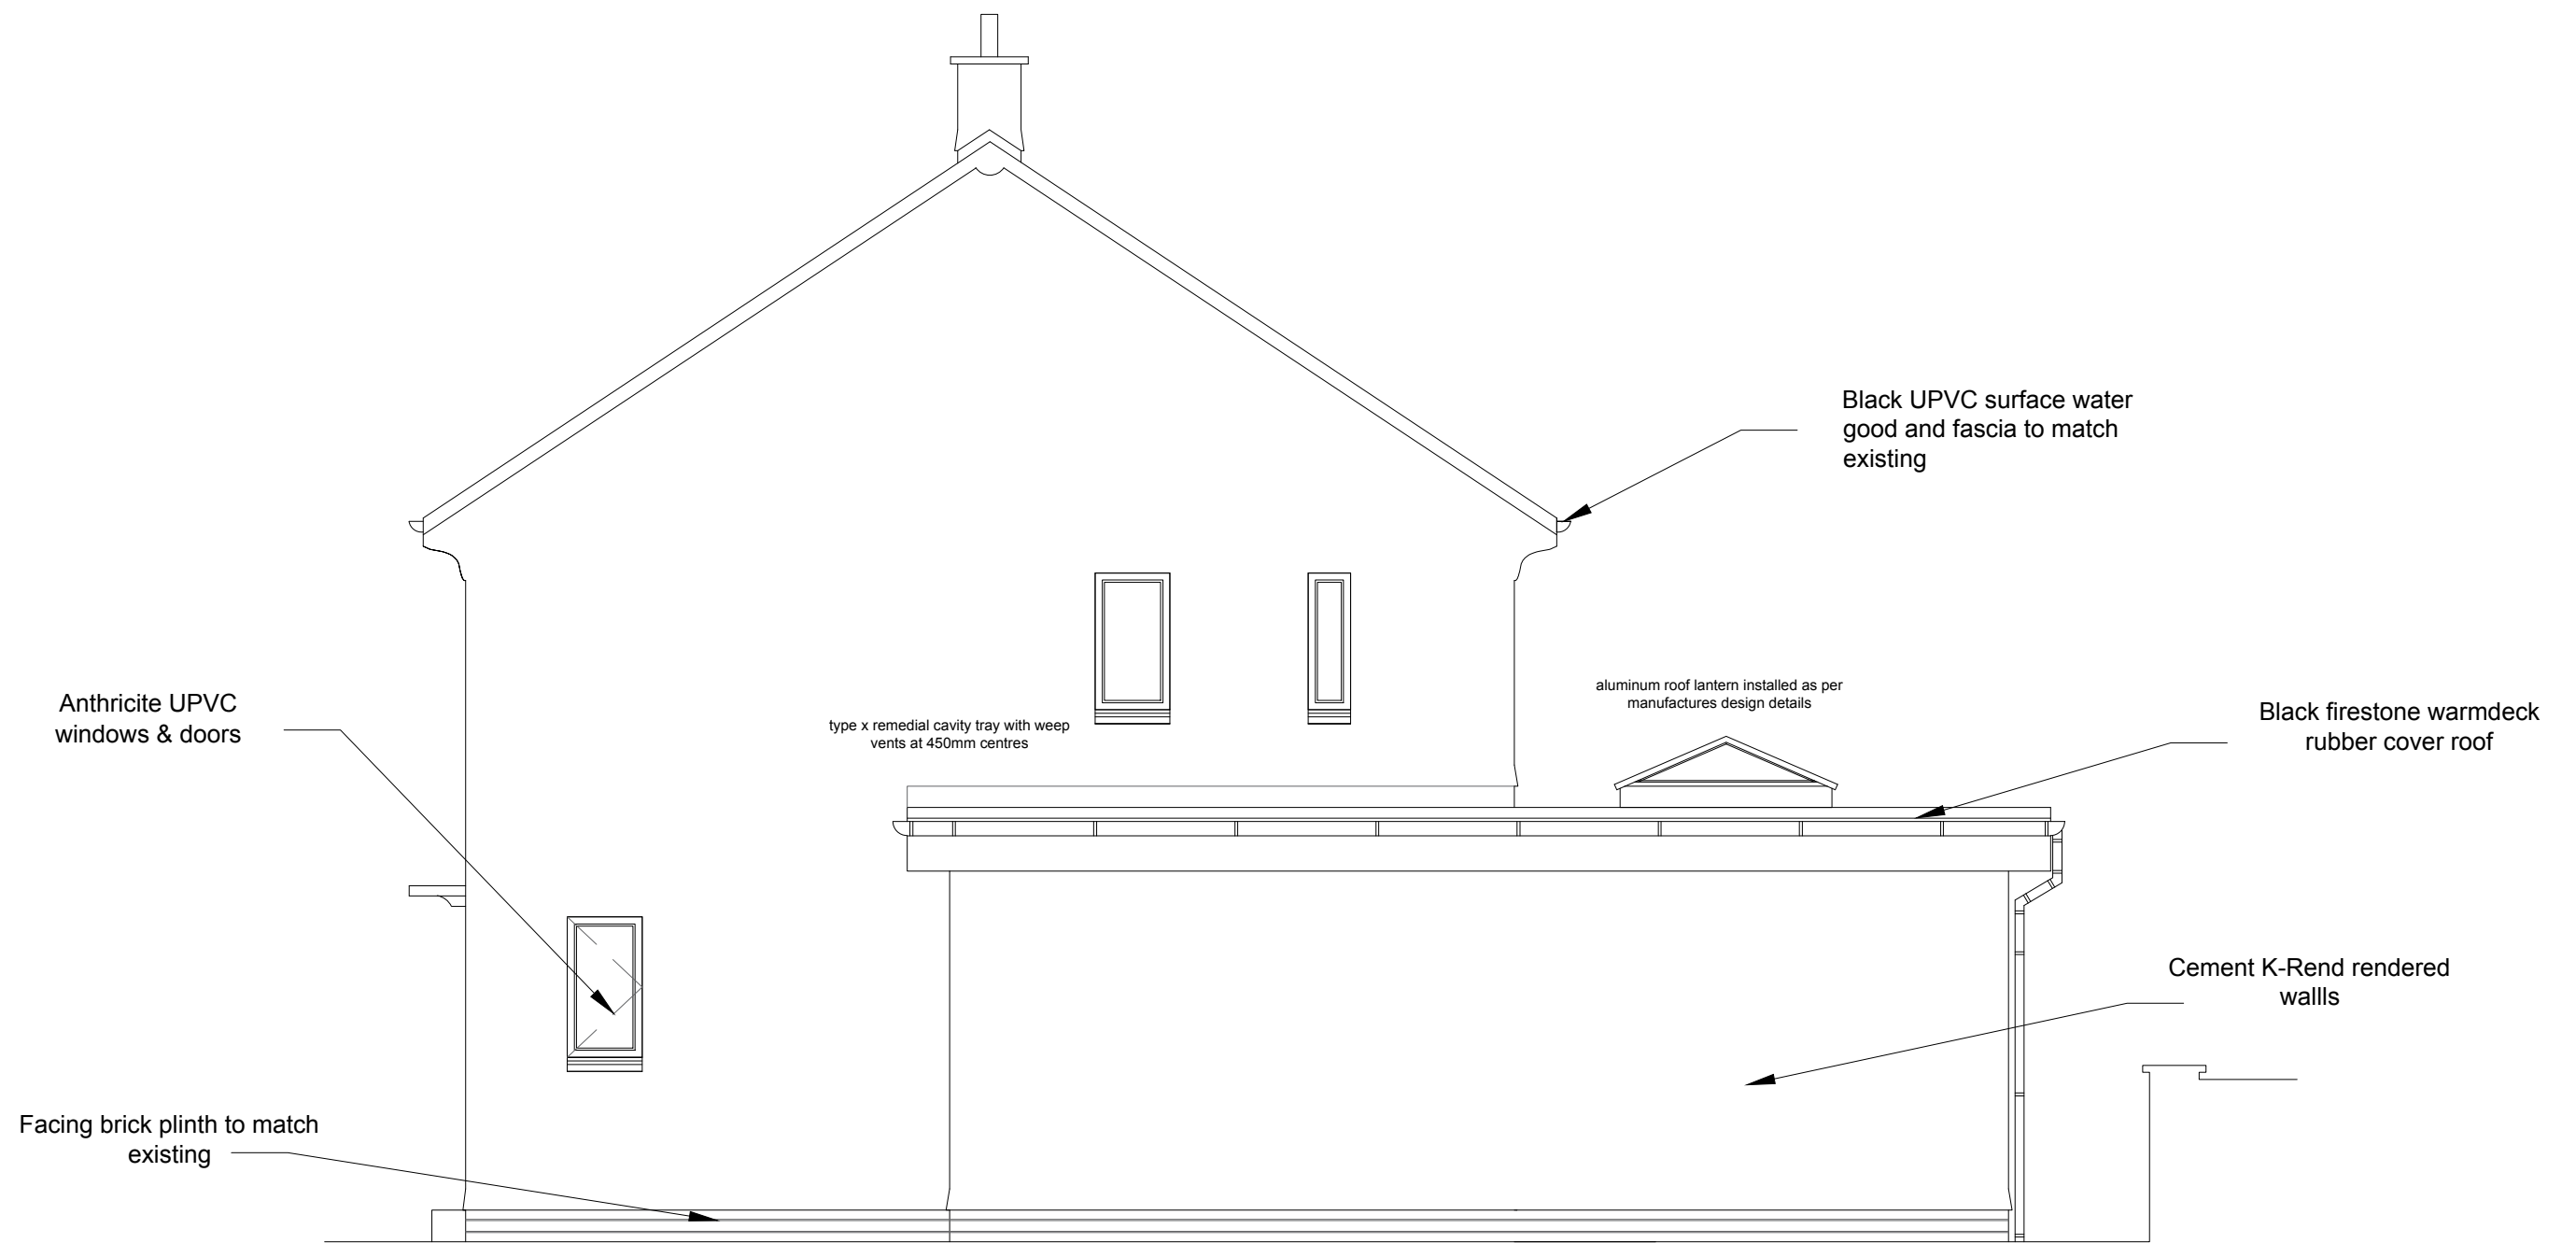 Black UPVC surface water
good and fascia to match
existing
Anthricite UPVC
windows & doors
type x remedial cavity tray with weep
vents at 450mm centres
aluminum roof lantern installed as per
manufactures design details
Black firestone warmdeck
rubber cover roof
Cement K-Rend rendered
wallls
Facing brick plinth to match
existing